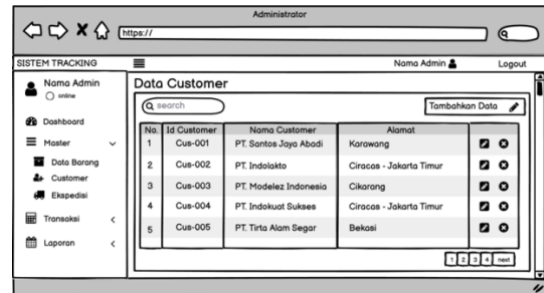 Administrator
https://
SISTEM TRACKING
Nama Admin
Logout
Nama Admin
online
Dashboard
Master
Data Barang
Customer
Ekspedisi
Transaksi
Laporan
Data Customer
search
Tambahkan Data
No. Id Customer Nama Customer Alamat
1 Cus-001 PT. Santos Jaya Abadi Karawang
2 Cus-002 PT. Indolakto Ciracas - Jakarta Timur
3 Cus-003 PT. Modelez Indonesia Cikarang
4 Cus-004 PT. Indokuat Sukses Ciracas - Jakarta Timur
5 Cus-005 PT. Tirta Alam Segar Bekasi
1 2 3 4 next